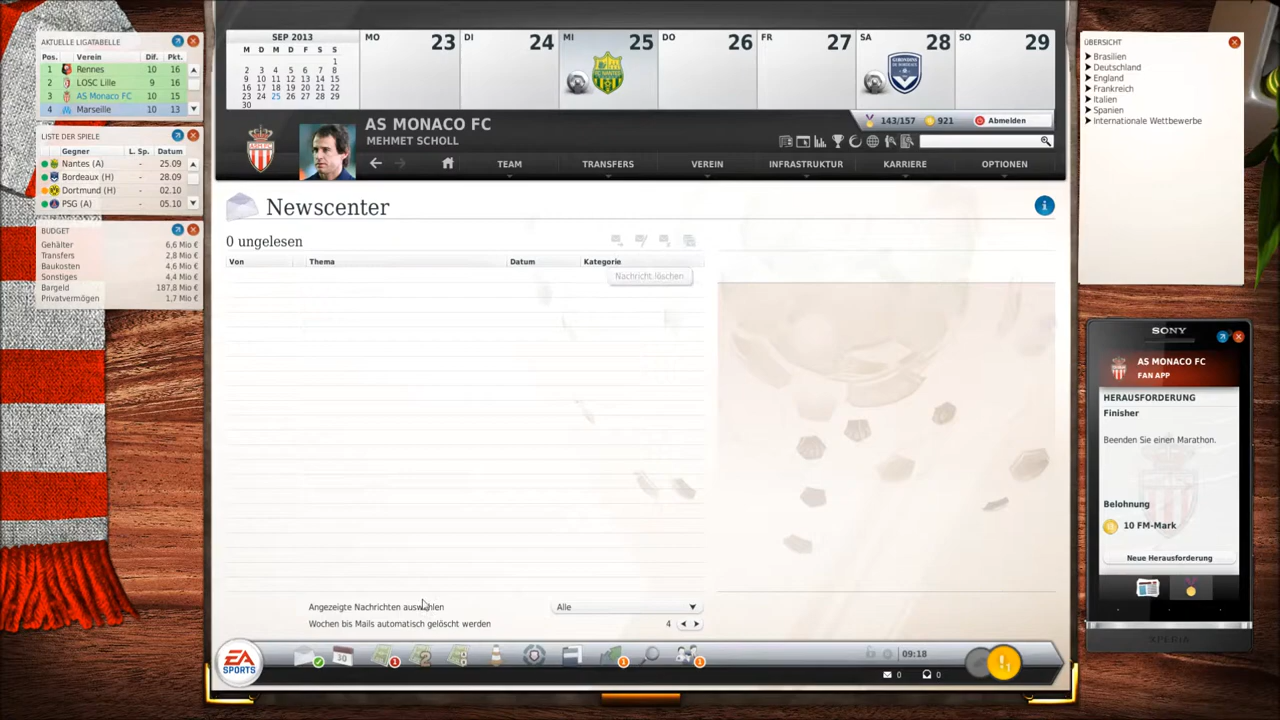 AKTUELLE LIGATABELLE
Pos. Verein Dif. Pkt.
1 Rennes 10 16
2 LOSC Lille 9 16
3 AS Monaco FC 10 15
4 Marseille 10 13
LISTE DER SPIELE
Gegner L. Sp. Datum
Nantes (A) - 25.09
Bordeaux (H) - 28.09
Dortmund (H) - 02.10
PSG (A) - 05.10
BUDGET
Gehälter 6,6 Mio €
Transfers 2,8 Mio €
Baukosten 4,6 Mio €
Sonstiges 4,4 Mio €
Bargeld 187,8 Mio €
Privatvermögen 1,7 Mio €
SEP 2013
M D M D F S S
1
2 3 4 5 6 7 8
9 10 11 12 13 14 15
16 17 18 19 20 21 22
23 24 25 26 27 28 29
30
MO 23 DI 24 MI 25 DO 26 FR 27 SA 28 SO 29
143/157 921 Abmelden
AS MONACO FC
MEHMET SCHOLL
TEAM TRANSFERS VEREIN INFRASTRUKTUR KARRIERE OPTIONEN
Newscenter
0 ungelesen
Von Thema Datum Kategorie
Nachricht löschen
Angezeigte Nachrichten auswählen Alle
Wochen bis Mails automatisch gelöscht werden 4
EA SPORTS
30 1 1 1
09:18
0 0
ÜBERSICHT
Brasilien
Deutschland
England
Frankreich
Italien
Spanien
Internationale Wettbewerbe
SONY
AS MONACO FC
FAN APP
HERAUSFORDERUNG
Finisher
Beenden Sie einen Marathon.
Belohnung
10 FM-Mark
Neue Herausforderung
XPERIA